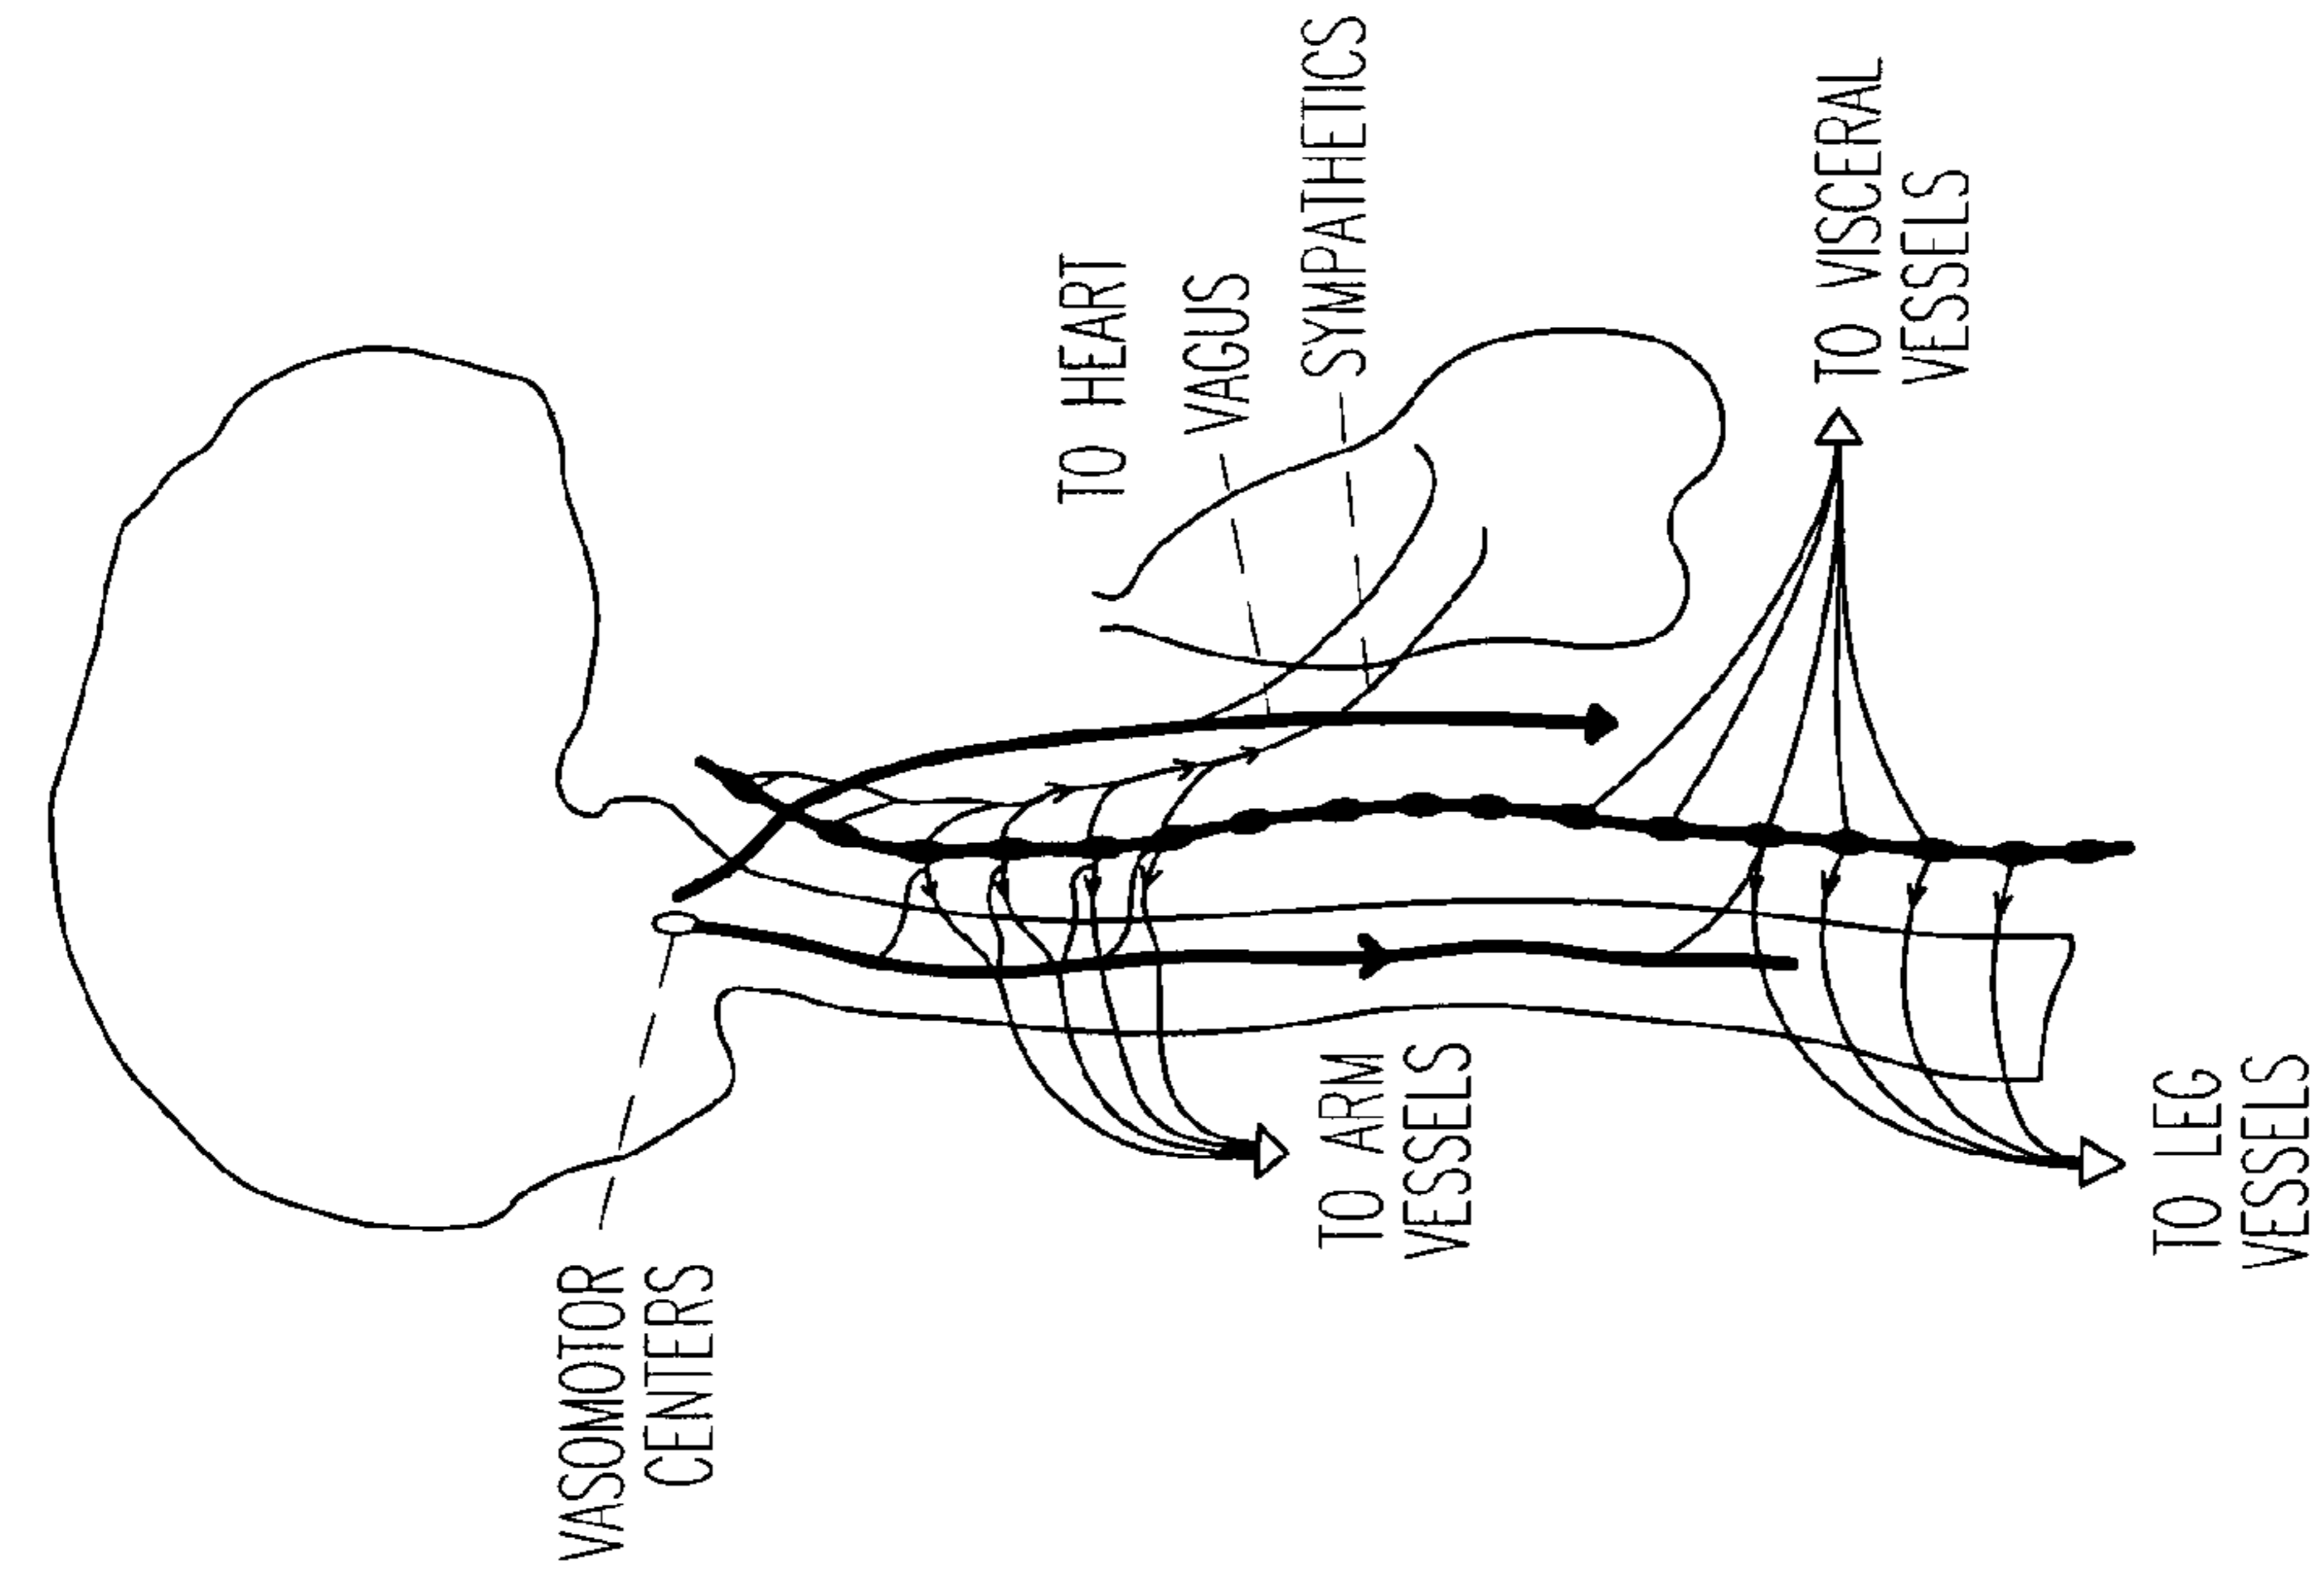 VASOMOTOR
CENTERS
TO HEART
VAGUS
SYMPATHETICS
TO ARM
VESSELS
TO VISCERAL
VESSELS
TO LEG
VESSELS